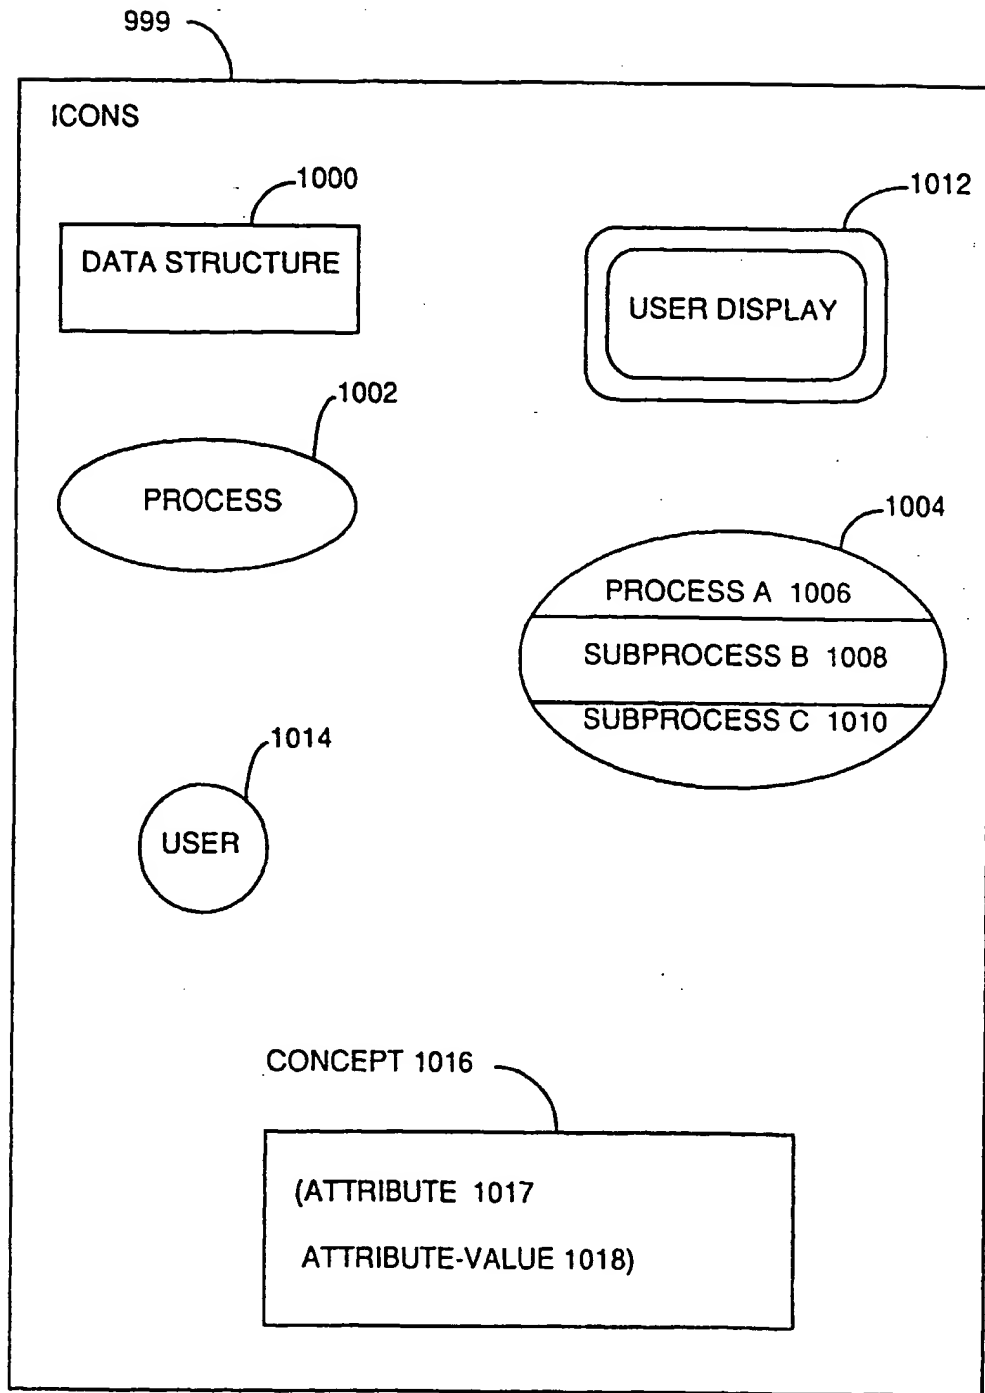 999
ICONS
1000
DATA STRUCTURE
1012
USER DISPLAY
1002
PROCESS
1004
PROCESS A 1006
SUBPROCESS B 1008
SUBPROCESS C 1010
1014
USER
CONCEPT 1016
(ATTRIBUTE 1017
ATTRIBUTE-VALUE 1018)